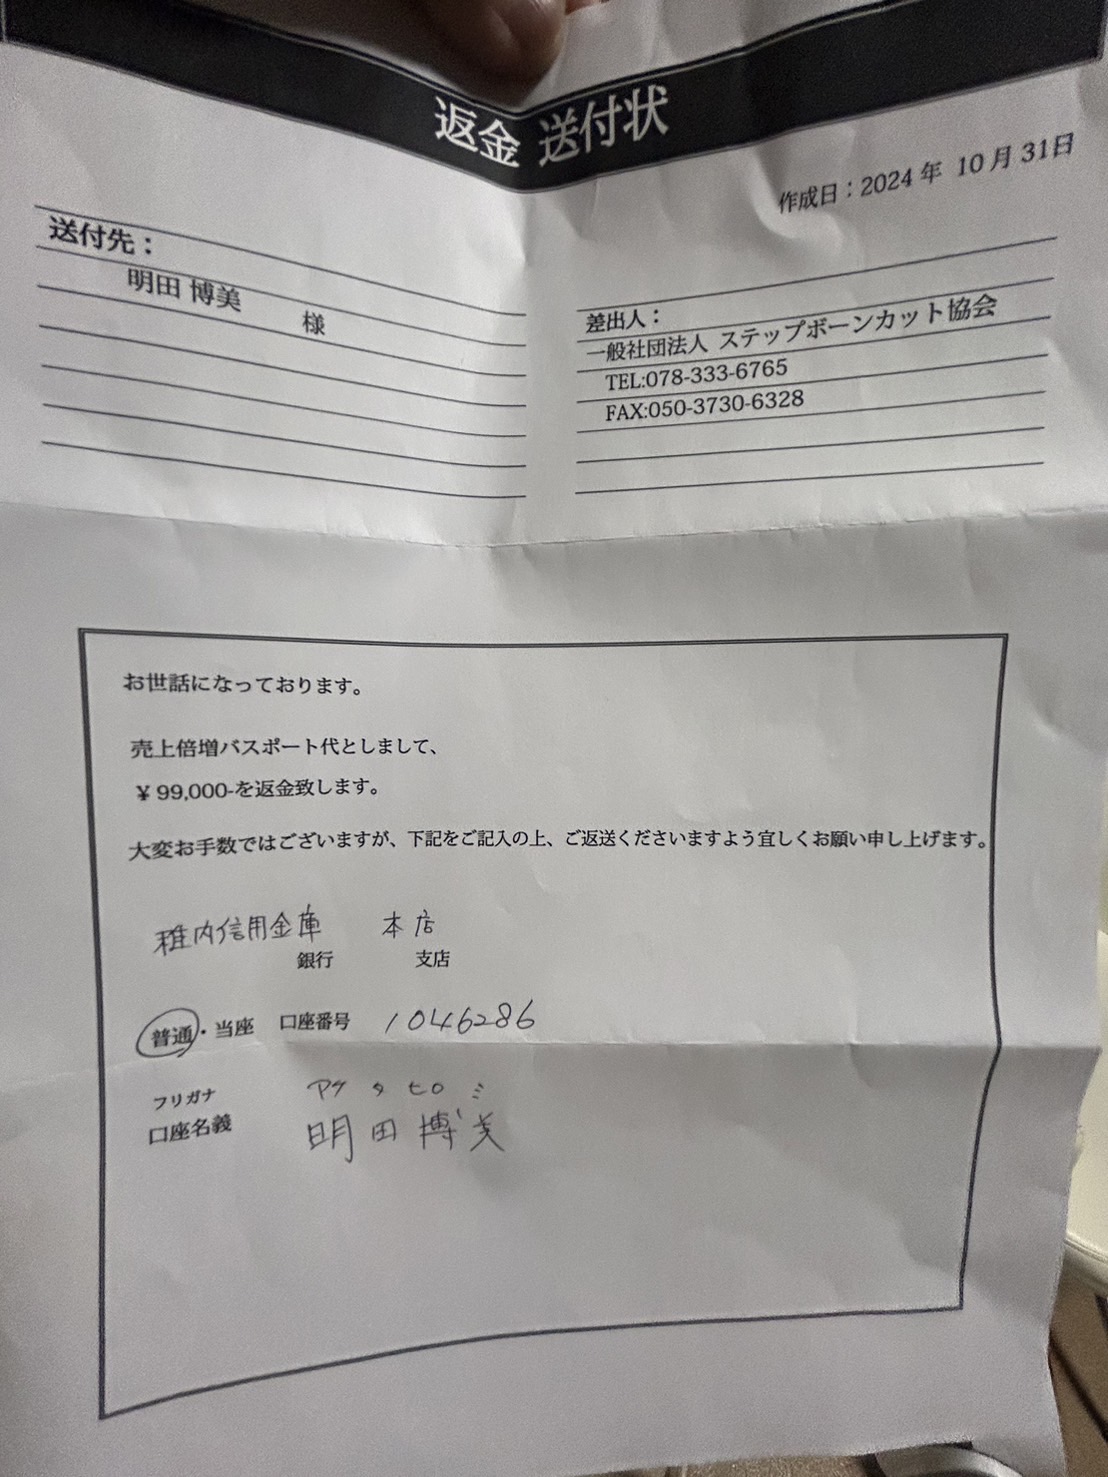 返金 送付状
作成日：2024 年 10 月 31日
送付先：
明田 博美
様
差出人：
一般社団法人 ステップボーンカット協会
TEL:078-333-6765
FAX:050-3730-6328
お世話になっております。
売上倍増パスポート代としまして、
￥99,000-を返金致します。
大変お手数ではございますが、下記をご記入の上、ご返送くださいますよう宜しくお願い申し上げます。
稚内信用金庫 本店
銀行 支店
普通・当座 口座番号 1046286
フリガナ アケタ ヒロミ
口座名義 明田博美